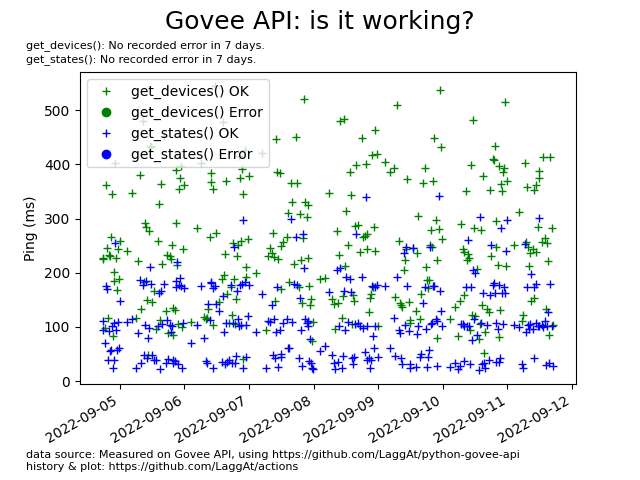 Govee API: is it working?
get_devices(): No recorded error in 7 days.
get_states(): No recorded error in 7 days.
get_devices() OK
get_devices() Error
get_states() OK
get_states() Error
Ping (ms)
500
400
300
200
100
0
2022-09-05
2022-09-06
2022-09-07
2022-09-08
2022-09-09
2022-09-10
2022-09-11
2022-09-12
data source: Measured on Govee API, using https://github.com/LaggAt/python-govee-api
history & plot: https://github.com/LaggAt/actions